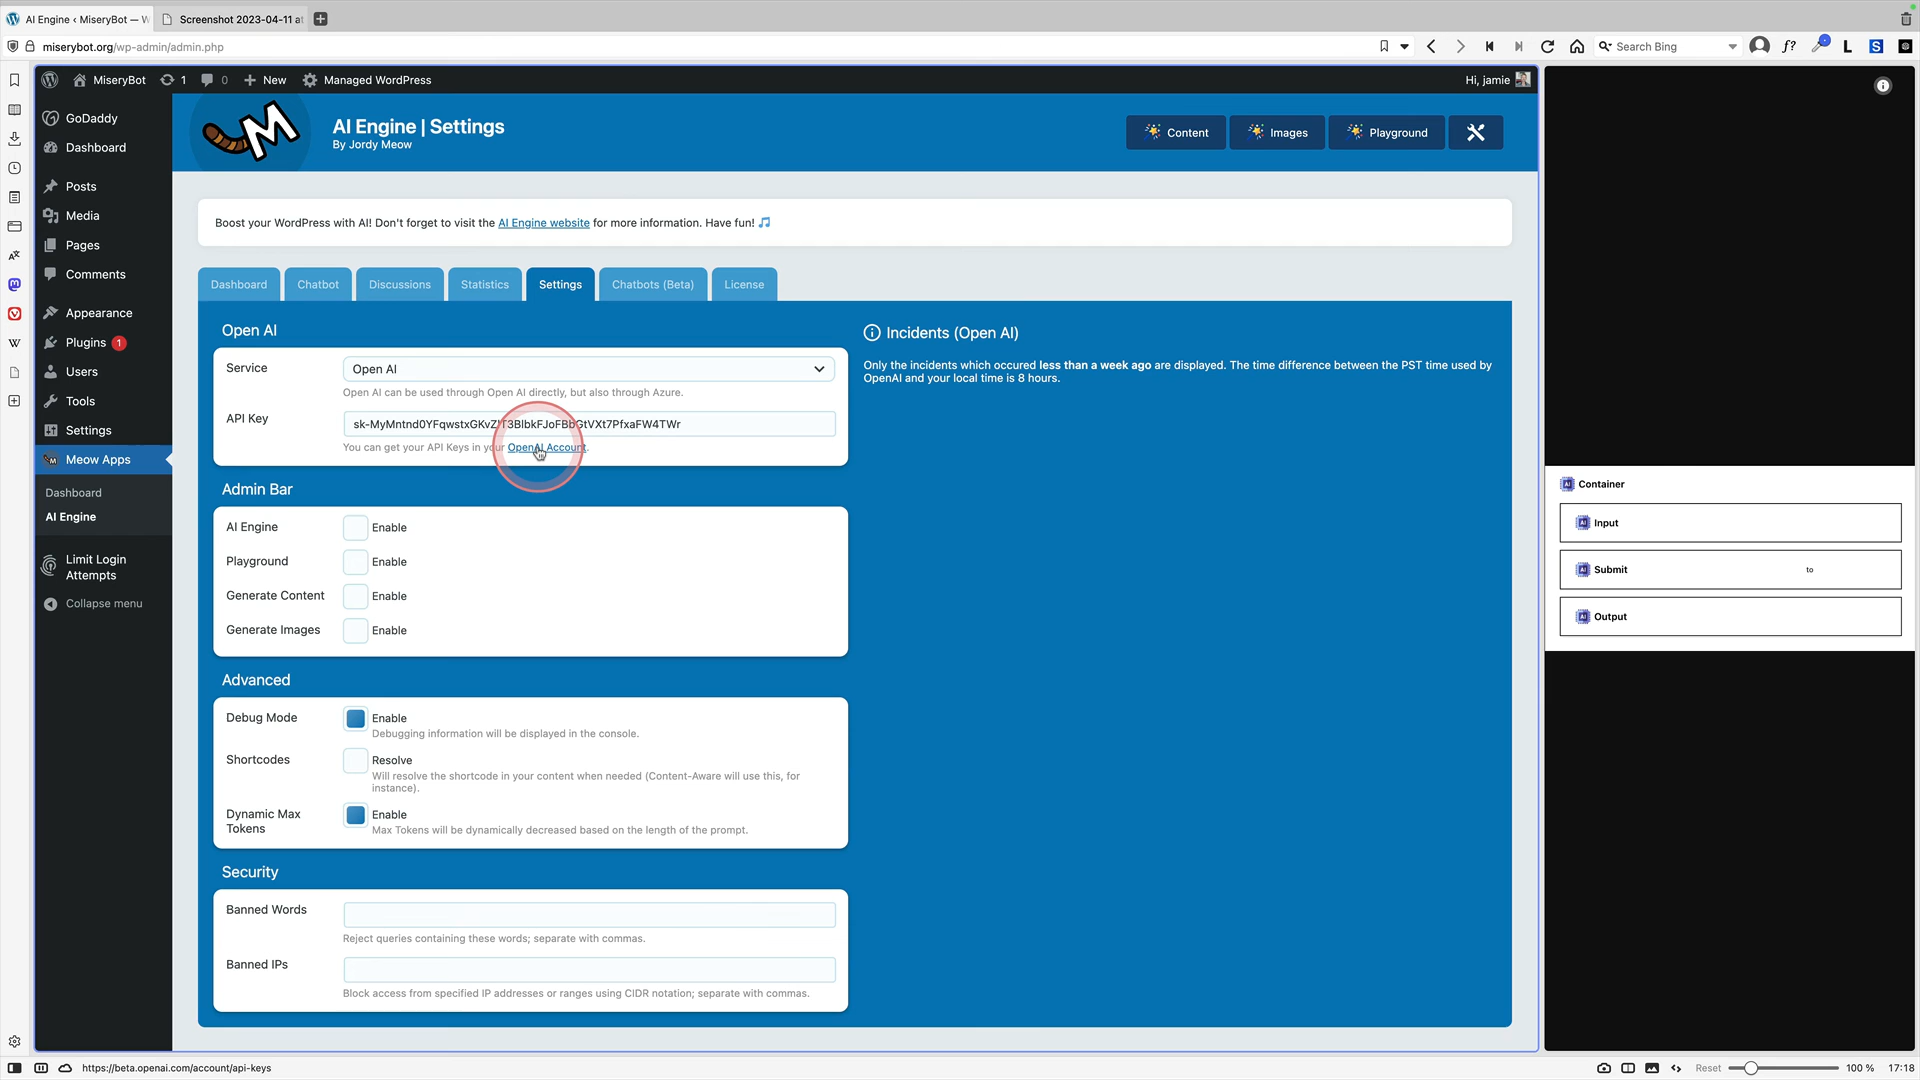 AI Engine ‹ MiseryBot — W
Screenshot 2023-04-11 at
miserybot.org/wp-admin/admin.php
Search Bing
f?
L
S
MiseryBot
1
0
New
Managed WordPress
Hi, jamie
GoDaddy
Dashboard
Posts
Media
Pages
Comments
Appearance
Plugins 1
Users
Tools
Settings
Meow Apps
Dashboard
AI Engine
Limit Login
Attempts
Collapse menu
M
AI Engine | Settings
By Jordy Meow
Content
Images
Playground
Boost your WordPress with AI! Don't forget to visit the AI Engine website for more information. Have fun! 🎵
Dashboard
Chatbot
Discussions
Statistics
Settings
Chatbots (Beta)
License
Open AI
Service
Open AI
Open AI can be used through Open AI directly, but also through Azure.
API Key
You can get your API Keys in your OpenAI Account.
Admin Bar
AI Engine
Enable
Playground
Enable
Generate Content
Enable
Generate Images
Enable
Advanced
Debug Mode
Enable
Debugging information will be displayed in the console.
Shortcodes
Resolve
Will resolve the shortcode in your content when needed (Content-Aware will use this, for
instance).
Dynamic Max
Tokens
Enable
Max Tokens will be dynamically decreased based on the length of the prompt.
Security
Banned Words
Reject queries containing these words; separate with commas.
Banned IPs
Block access from specified IP addresses or ranges using CIDR notation; separate with commas.
Incidents (Open AI)
Only the incidents which occured less than a week ago are displayed. The time difference between the PST time used by
OpenAI and your local time is 8 hours.
AI Container
AI Input
AI Submit
to
AI Output
https://beta.openai.com/account/api-keys
Reset
100 %
17:18